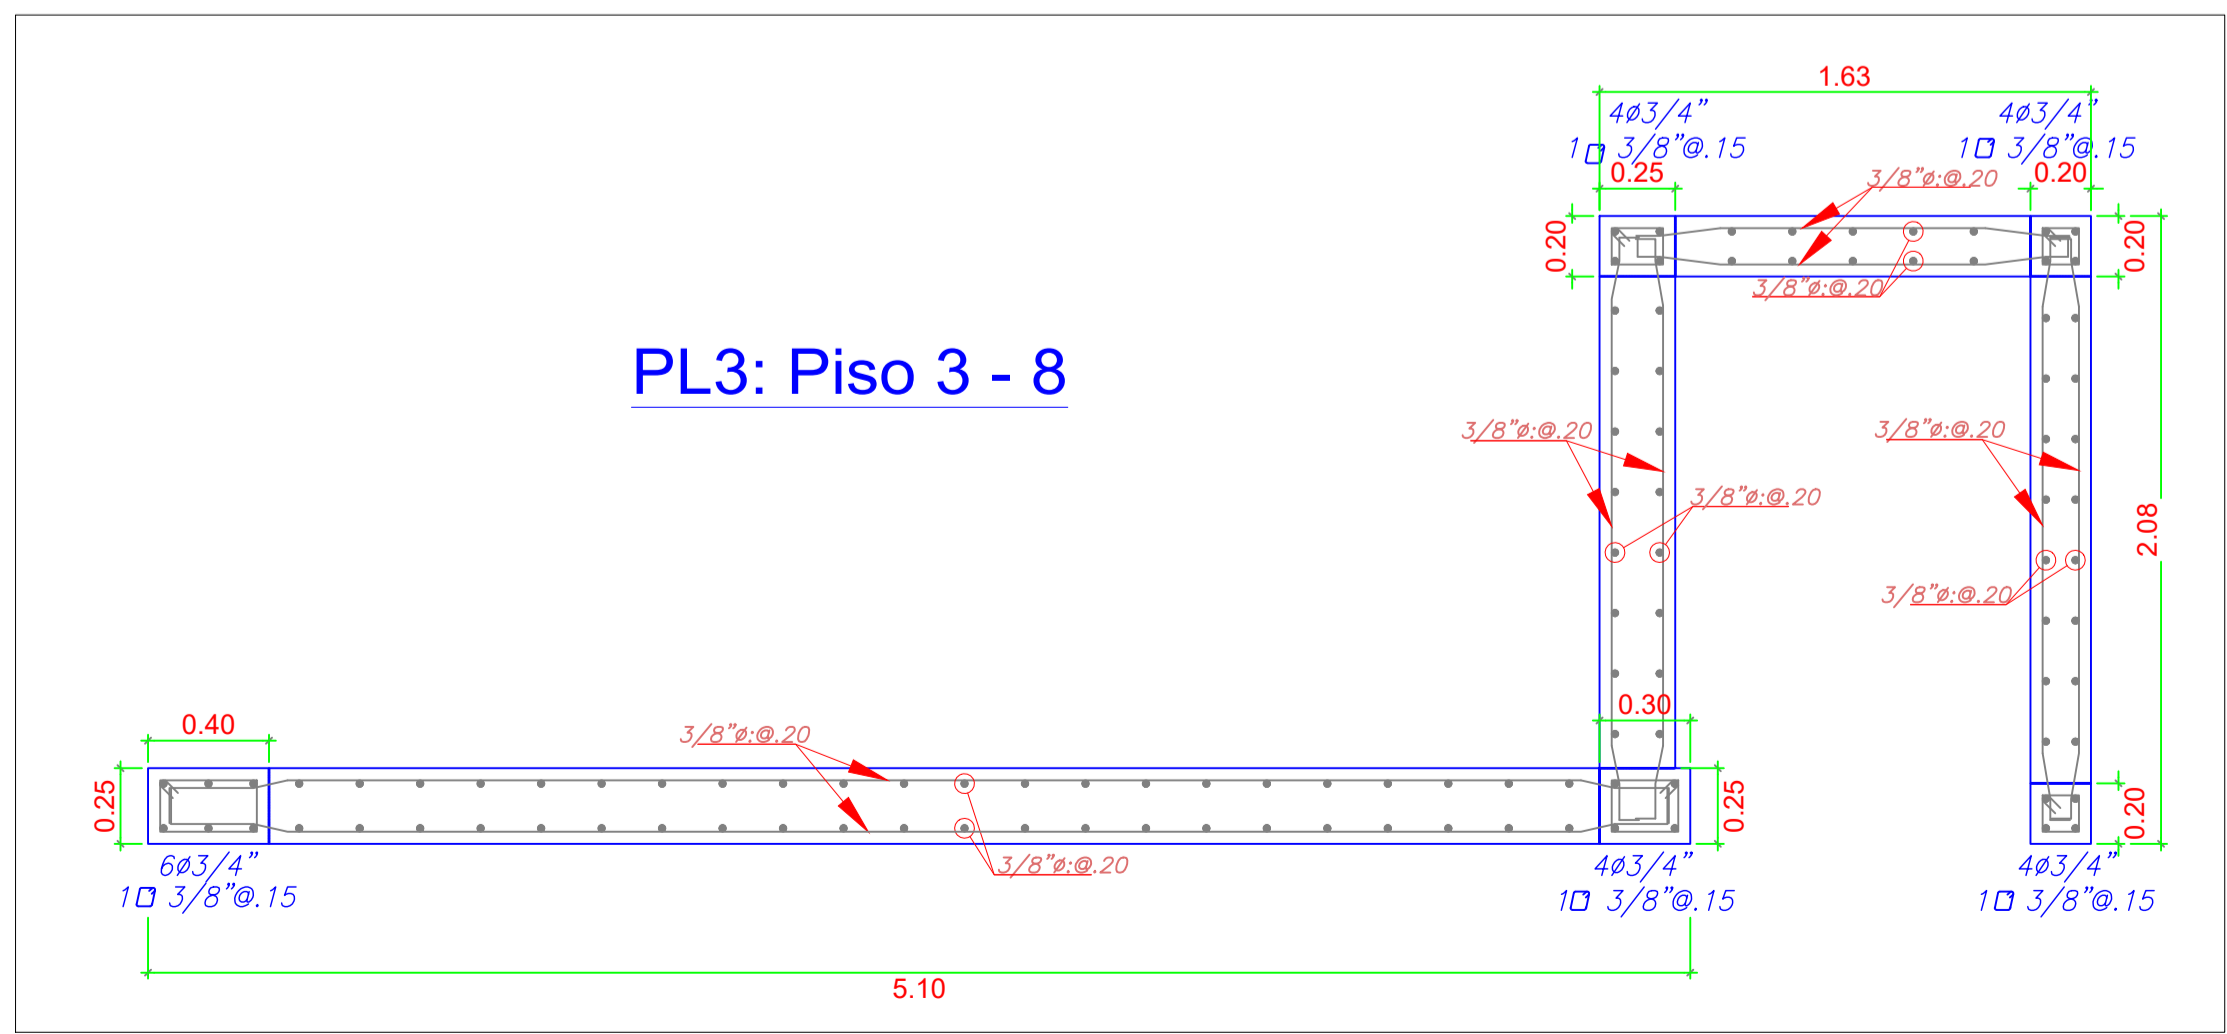 1.63
4ø3/4" 4ø3/4"
1 3/8"@.15 1 3/8"@.15
0.25 3/8"ø:@.20 0.20
0.20 0.20
3/8"ø:@.20
PL3: Piso 3 - 8
3/8"ø:@.20 3/8"ø:@.20
3/8"ø:@.20
2.08
3/8"ø:@.20
0.40 3/8"ø:@.20 0.30
0.25 0.25 0.20
6ø3/4" 3/8"ø:@.20 4ø3/4" 4ø3/4"
1 3/8"@.15 1 3/8"@.15 1 3/8"@.15
5.10